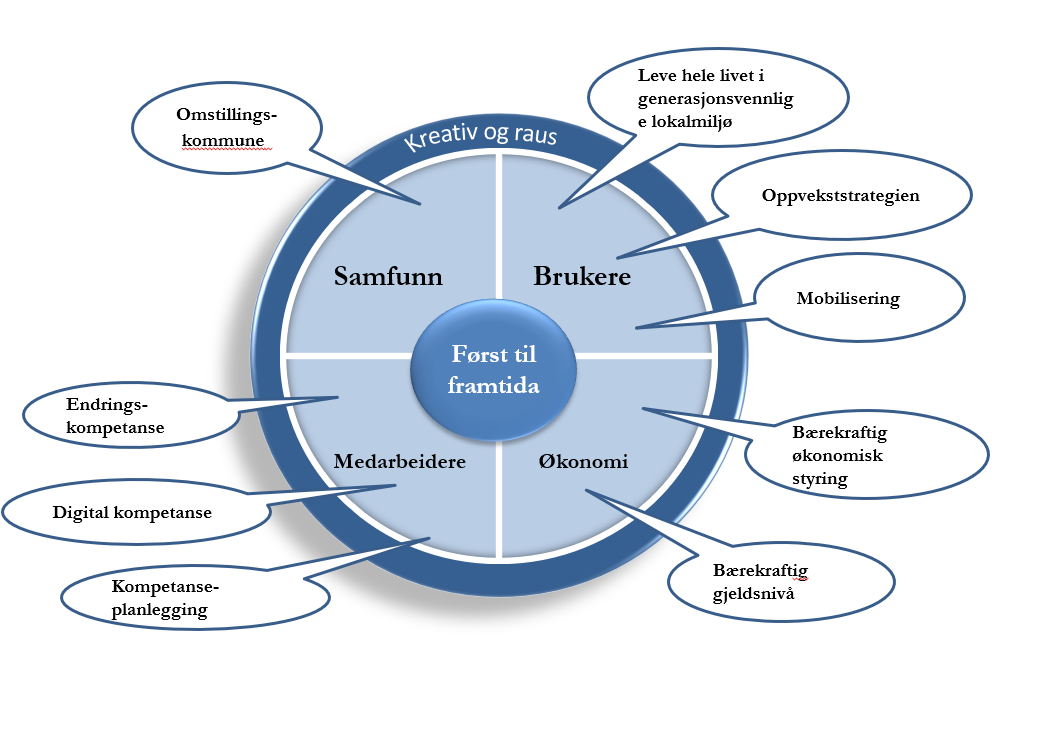 Leve hele livet i
generasjonsvennlig
e lokalmiljø
Omstillings-
kommune
Kreativ og raus
Oppvekststrategien
Samfunn
Brukere
Mobilisering
Først til
framtida
Endrings-
kompetanse
Bærekraftig
økonomisk
styring
Medarbeidere
Økonomi
Digital kompetanse
Bærekraftig
gjeldsnivå
Kompetanse-
planlegging